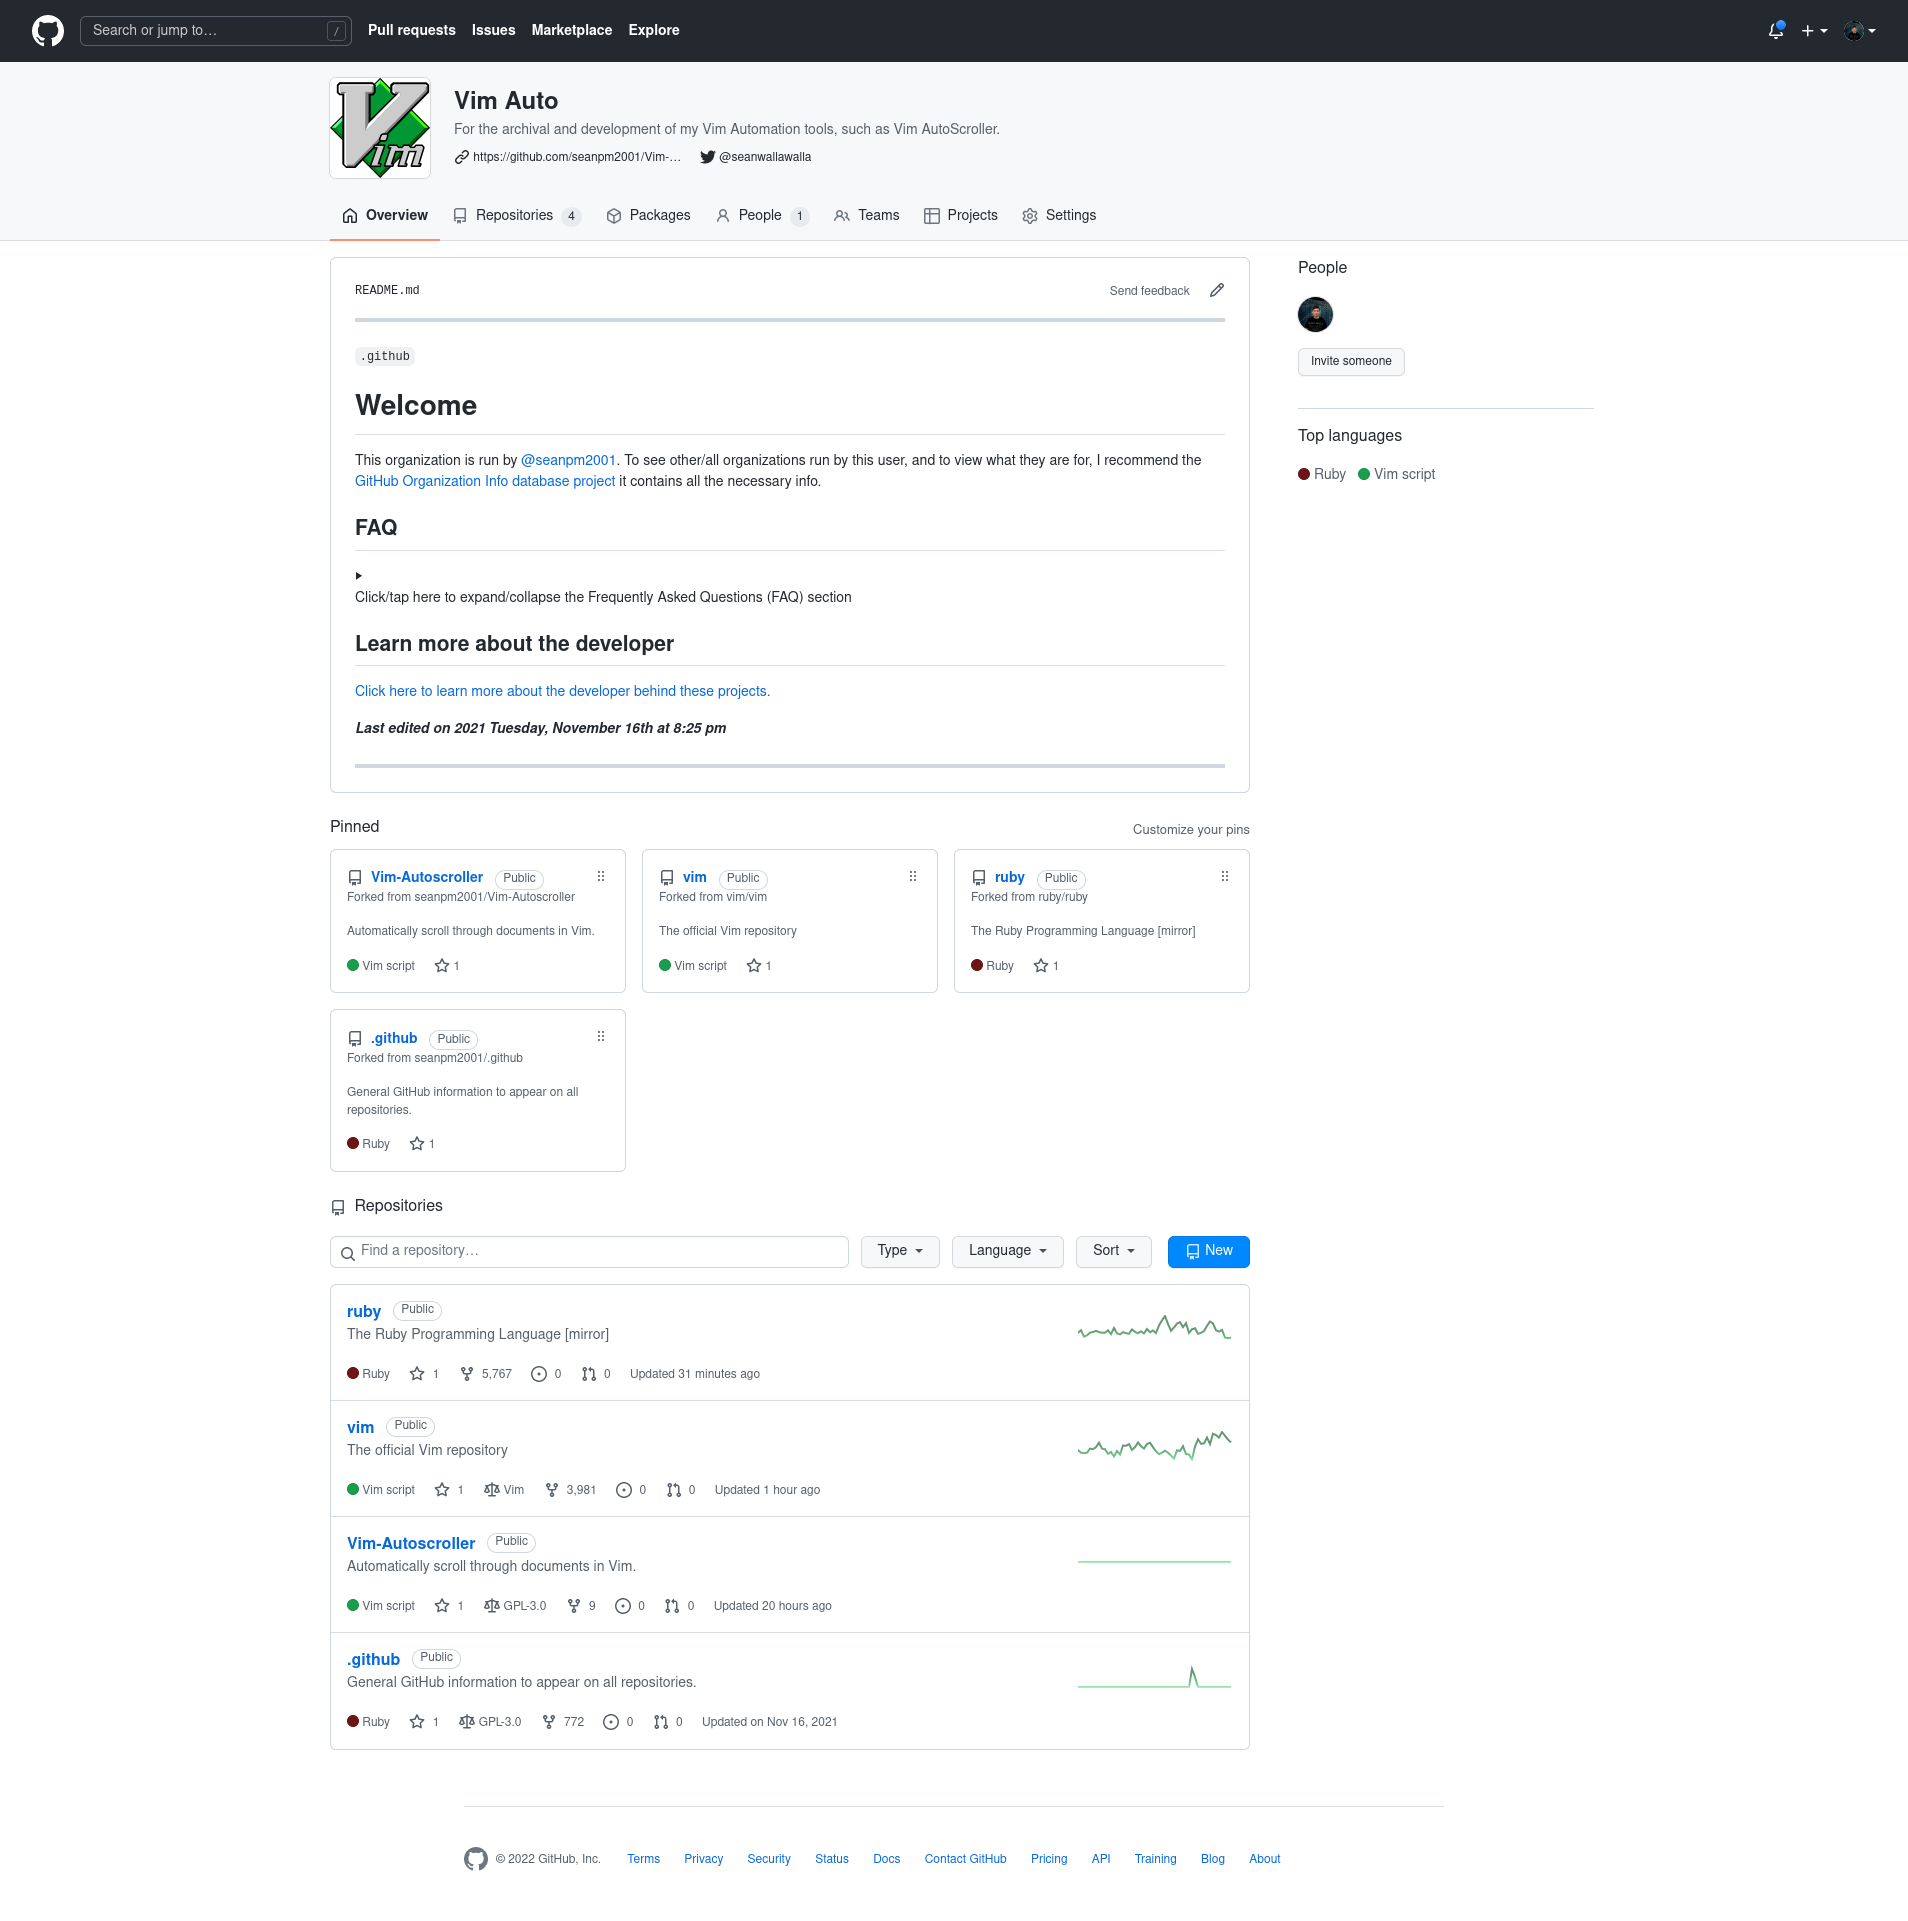 Search or jump to… / Pull requests Issues Marketplace Explore
Vim
Vim Auto
For the archival and development of my Vim Automation tools, such as Vim AutoScroller.
https://github.com/seanpm2001/Vim-… @seanwallawalla
Overview Repositories 4 Packages People 1 Teams Projects Settings
README.md Send feedback
.github
Welcome
This organization is run by @seanpm2001. To see other/all organizations run by this user, and to view what they are for, I recommend the
GitHub Organization Info database project it contains all the necessary info.
FAQ
Click/tap here to expand/collapse the Frequently Asked Questions (FAQ) section
Learn more about the developer
Click here to learn more about the developer behind these projects.
Last edited on 2021 Tuesday, November 16th at 8:25 pm
People
Invite someone
Top languages
Ruby Vim script
Pinned Customize your pins
Vim-Autoscroller Public
Forked from seanpm2001/Vim-Autoscroller
Automatically scroll through documents in Vim.
Vim script 1
vim Public
Forked from vim/vim
The official Vim repository
Vim script 1
ruby Public
Forked from ruby/ruby
The Ruby Programming Language [mirror]
Ruby 1
.github Public
Forked from seanpm2001/.github
General GitHub information to appear on all
repositories.
Ruby 1
Repositories
Find a repository… Type Language Sort New
ruby Public
The Ruby Programming Language [mirror]
Ruby 1 5,767 0 0 Updated 31 minutes ago
vim Public
The official Vim repository
Vim script 1 Vim 3,981 0 0 Updated 1 hour ago
Vim-Autoscroller Public
Automatically scroll through documents in Vim.
Vim script 1 GPL-3.0 9 0 0 Updated 20 hours ago
.github Public
General GitHub information to appear on all repositories.
Ruby 1 GPL-3.0 772 0 0 Updated on Nov 16, 2021
© 2022 GitHub, Inc. Terms Privacy Security Status Docs Contact GitHub Pricing API Training Blog About